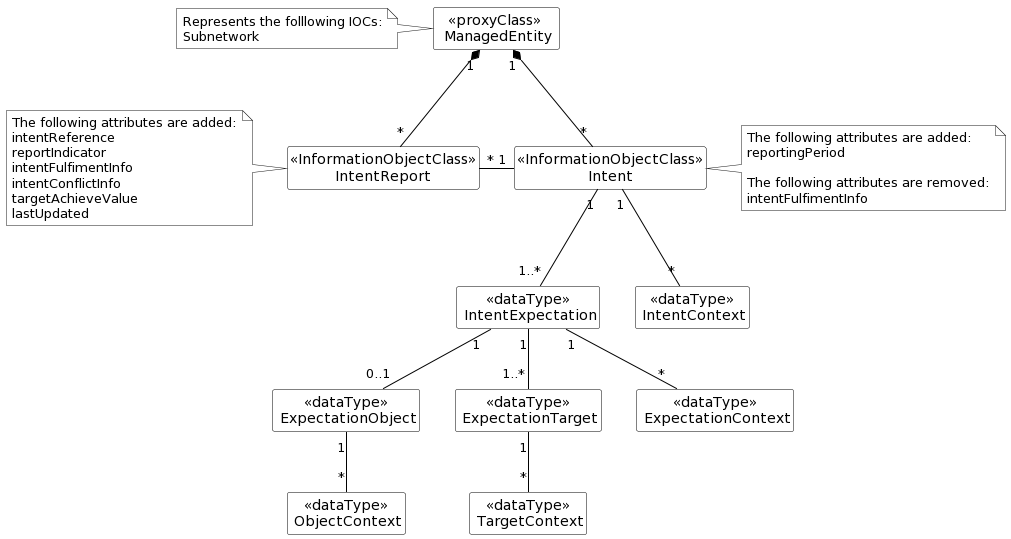 Represents the folllowing IOCs:
Subnetwork
«proxyClass»
ManagedEntity
1
1
*
*
The following attributes are added:
intentReference
reportIndicator
intentFulfimentInfo
intentConflictInfo
targetAchieveValue
lastUpdated
«InformationObjectClass»
IntentReport
* 1
«InformationObjectClass»
Intent
The following attributes are added:
reportingPeriod
The following attributes are removed:
intentFulfimentInfo
1
1
1..*
*
«dataType»
IntentExpectation
«dataType»
IntentContext
1
1
1
0..1
1..*
*
«dataType»
ExpectationObject
«dataType»
ExpectationTarget
«dataType»
ExpectationContext
1
1
*
*
«dataType»
ObjectContext
«dataType»
TargetContext